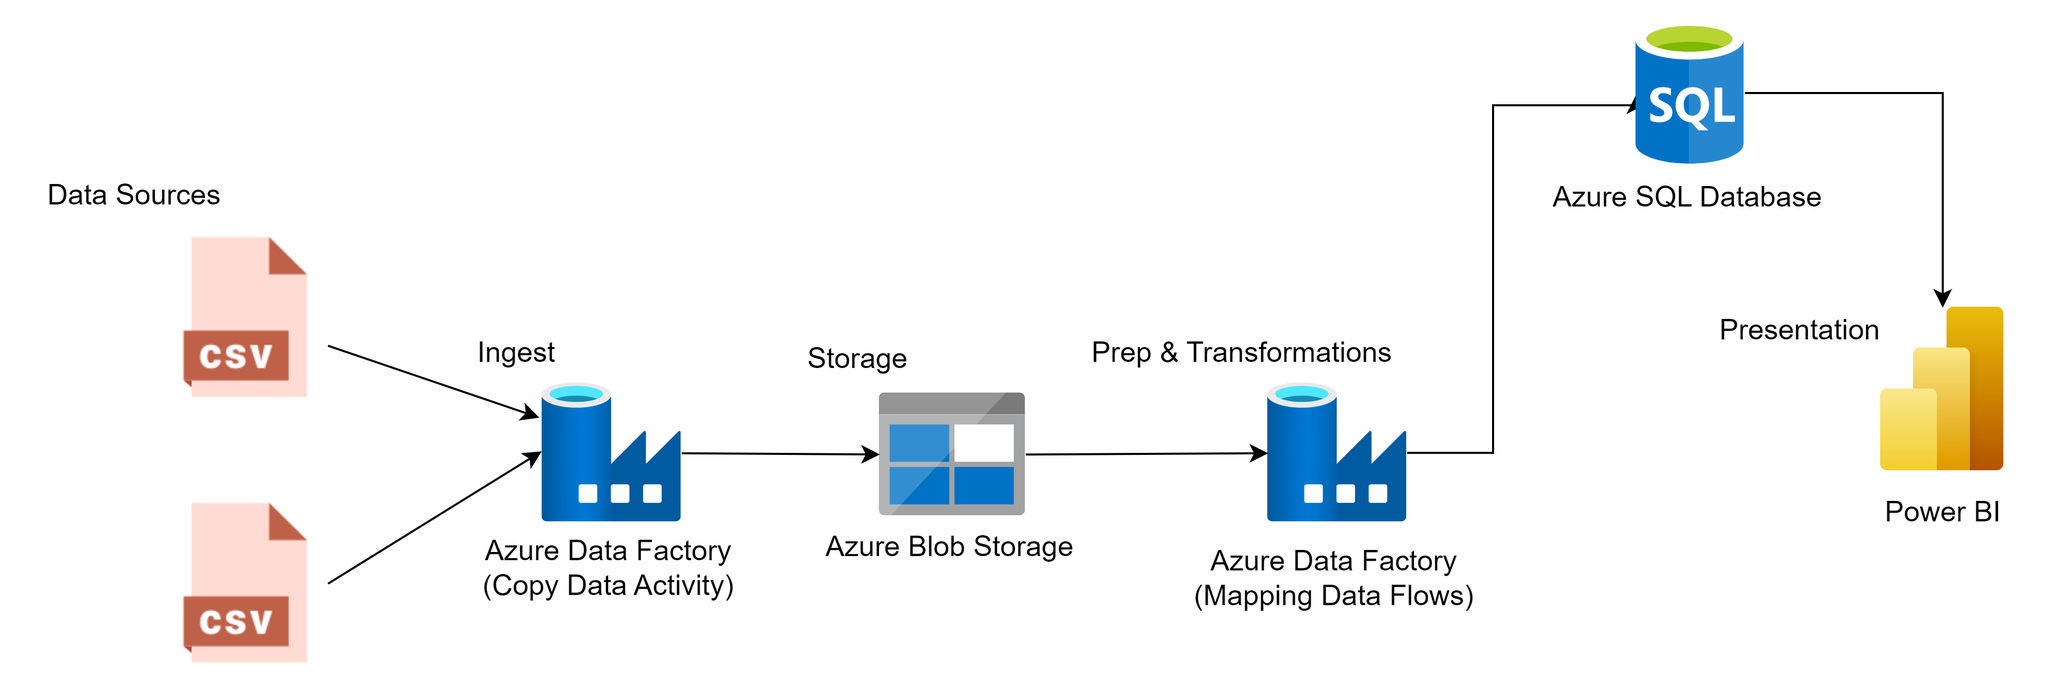 Data Sources
CSV
CSV
Ingest
Azure Data Factory
(Copy Data Activity)
Storage
Azure Blob Storage
Prep & Transformations
Azure Data Factory
(Mapping Data Flows)
SQL
Azure SQL Database
Presentation
Power BI